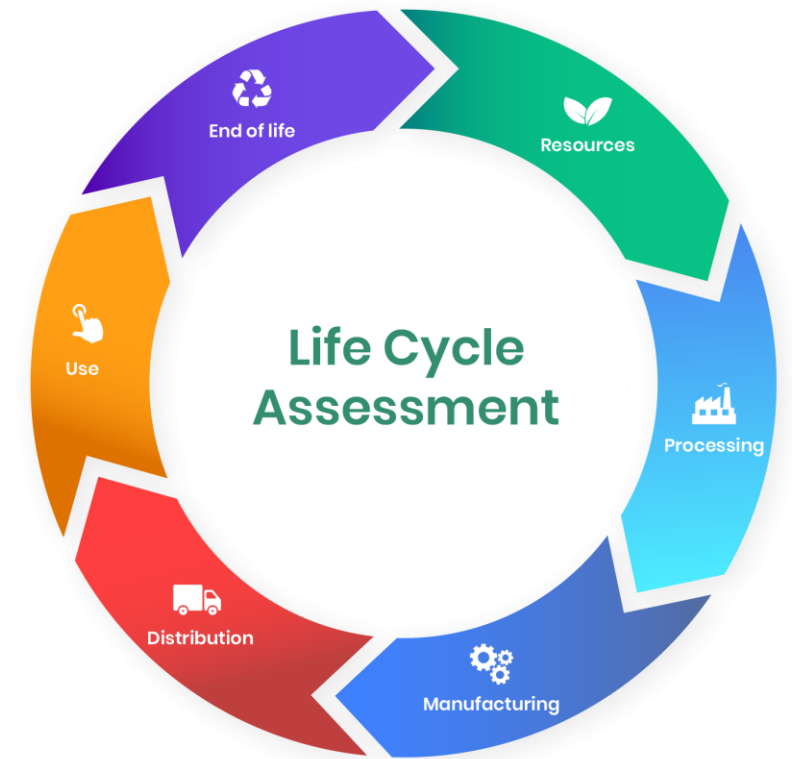 Life Cycle
Assessment
Resources
Processing
Manufacturing
Distribution
Use
End of life